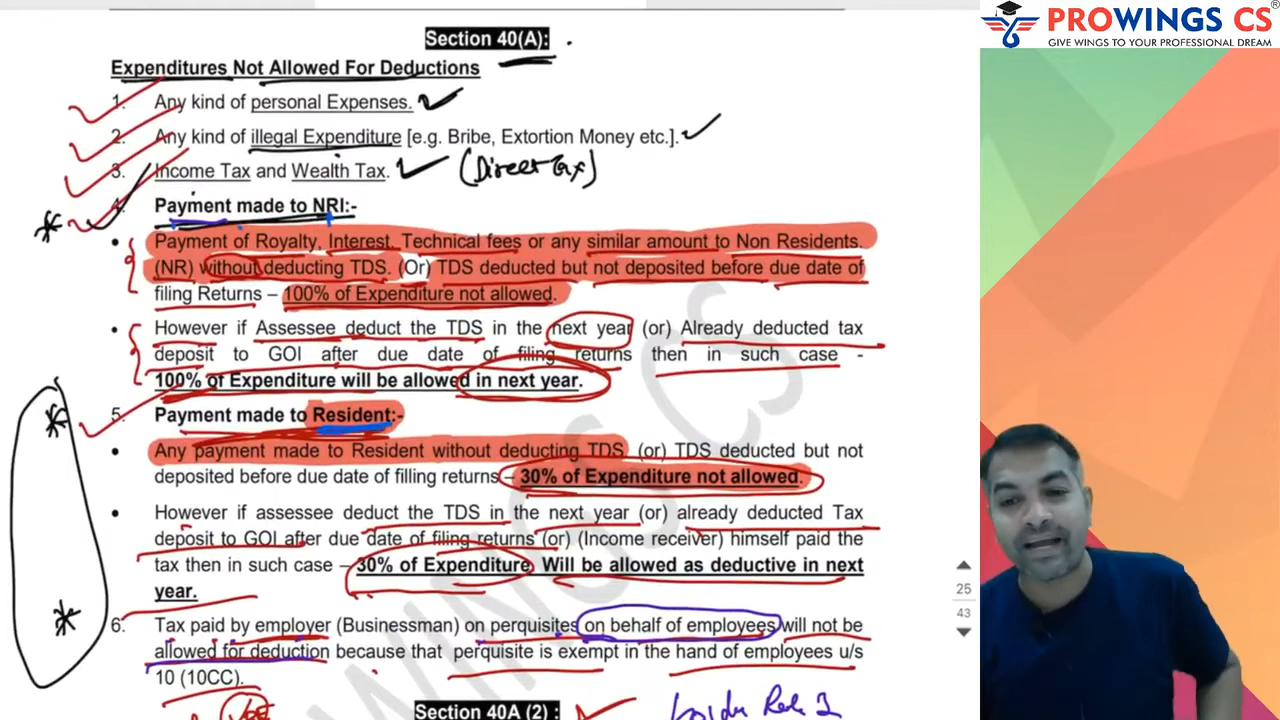 PROWINGS CS
GIVE WINGS TO YOUR PROFESSIONAL DREAM
Section 40(A):
Expenditures Not Allowed For Deductions
1. Any kind of personal Expenses.
2. Any kind of illegal Expenditure [e.g. Bribe, Extortion Money etc.].
3. Income Tax and Wealth Tax. (Direct Tax)
4. Payment made to NRI:-
• Payment of Royalty, Interest, Technical fees or any similar amount to Non Residents.
(NR) without deducting TDS. (Or) TDS deducted but not deposited before due date of
filing Returns – 100% of Expenditure not allowed.
• However if Assessee deduct the TDS in the next year (or) Already deducted tax
deposit to GOI after due date of filing returns then in such case -
100% of Expenditure will be allowed in next year.
5. Payment made to Resident:-
• Any payment made to Resident without deducting TDS (or) TDS deducted but not
deposited before due date of filling returns – 30% of Expenditure not allowed.
• However if assessee deduct the TDS in the next year (or) already deducted Tax
deposit to GOI after due date of filing returns (or) (Income receiver) himself paid the
tax then in such case – 30% of Expenditure Will be allowed as deductive in next
year.
25
43
6. Tax paid by employer (Businessman) on perquisites on behalf of employees will not be
allowed for deduction because that perquisite is exempt in the hand of employees u/s
10 (10CC).
Section 40A (2) :
WINGS CS